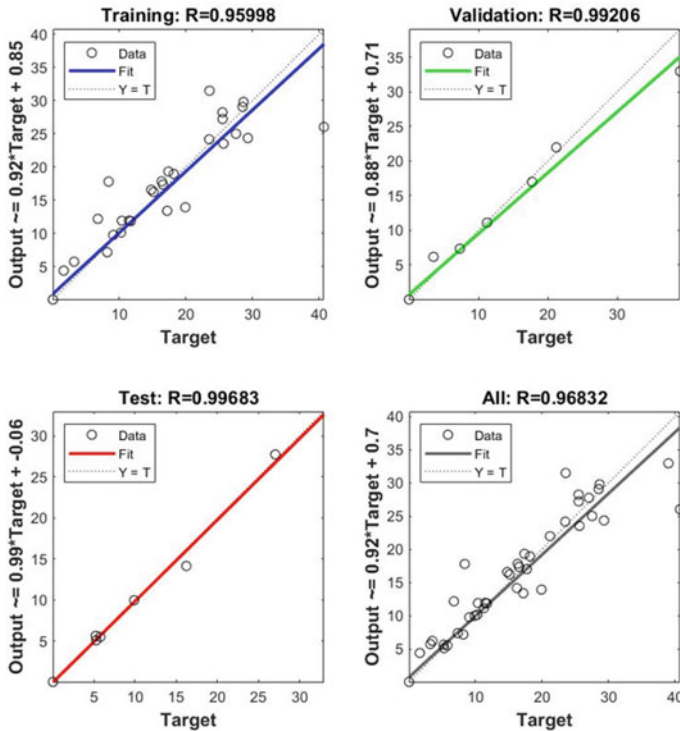 Training: R=0.95998
Output ~= 0.92*Target + 0.85
40
35
30
25
20
15
10
5
Data
Fit
Y = T
10
20
30
40
Target
Validation: R=0.99206
Output ~= 0.88*Target + 0.71
35
30
25
20
15
10
5
Data
Fit
Y = T
10
20
30
Target
Test: R=0.99683
Output ~= 0.99*Target + -0.06
30
25
20
15
10
5
Data
Fit
Y = T
5
10
15
20
25
30
Target
All: R=0.96832
Output ~= 0.92*Target + 0.7
40
35
30
25
20
15
10
5
Data
Fit
Y = T
10
20
30
40
Target